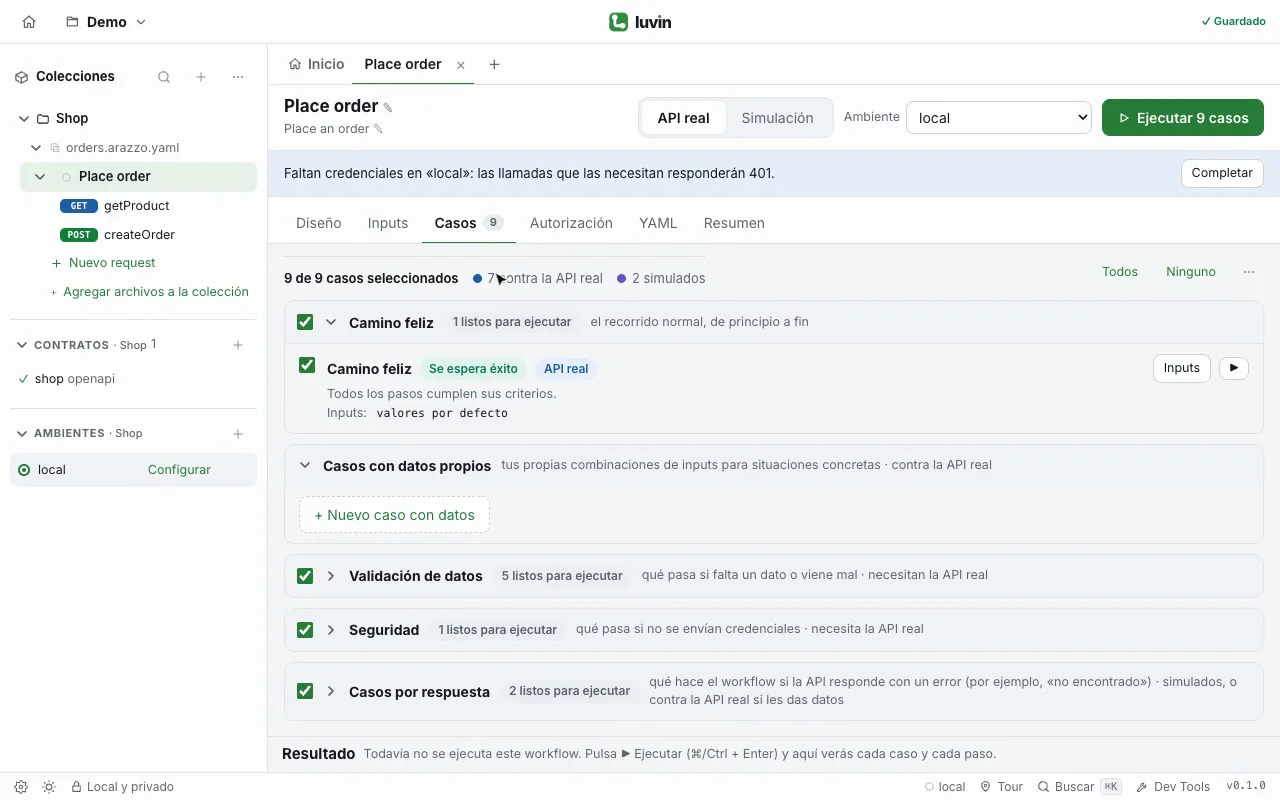 Demo
luvin
✓ Guardado
Colecciones
Inicio
Place order
Shop
orders.arazzo.yaml
Place order
GET getProduct
POST createOrder
+ Nuevo request
+ Agregar archivos a la colección
CONTRATOS · Shop 1
shop openapi
AMBIENTES · Shop
local Configurar
Place order
Place an order
API real Simulación Ambiente local Ejecutar 9 casos
Faltan credenciales en «local»: las llamadas que las necesitan responderán 401. Completar
Diseño Inputs Casos 9 Autorización YAML Resumen
9 de 9 casos seleccionados 7 contra la API real 2 simulados Todos Ninguno ...
Camino feliz 1 listos para ejecutar el recorrido normal, de principio a fin
Camino feliz Se espera éxito API real Inputs
Todos los pasos cumplen sus criterios.
Inputs: valores por defecto
Casos con datos propios tus propias combinaciones de inputs para situaciones concretas · contra la API real
+ Nuevo caso con datos
Validación de datos 5 listos para ejecutar qué pasa si falta un dato o viene mal · necesitan la API real
Seguridad 1 listos para ejecutar qué pasa si no se envían credenciales · necesita la API real
Casos por respuesta 2 listos para ejecutar qué hace el workflow si la API responde con un error (por ejemplo, «no encontrado») · simulados, o
contra la API real si les das datos
Resultado Todavía no se ejecuta este workflow. Pulsa ▶ Ejecutar (⌘/Ctrl + Enter) y aquí verás cada caso y cada paso.
Local y privado local Tour Buscar ⌘K Dev Tools v0.1.0